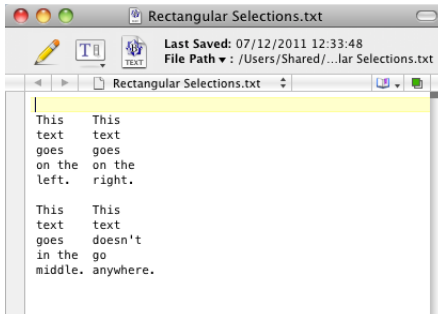 Rectangular Selections.txt
T
TEXT
Last Saved: 07/12/2011 12:33:48
File Path ▾ : /Users/Shared/...lar Selections.txt
Rectangular Selections.txt
This    This
text    text
goes    goes
on the  on the
left.   right.

This    This
text    text
goes    doesn't
in the  go
middle. anywhere.